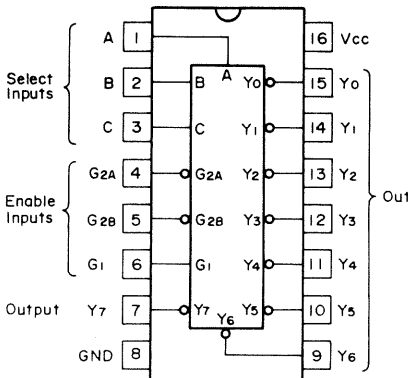 A 1 16 Vcc
A
Select Inputs
B 2 B Y0 15 Y0
C 3 C Y1 14 Y1
G2A 4 G2A Y2 13 Y2
Out
Enable Inputs
G2B 5 G2B Y3 12 Y3
G1 6 G1 Y4 11 Y4
Output Y7 7 Y7 Y5 10 Y5
Y6
GND 8 9 Y6